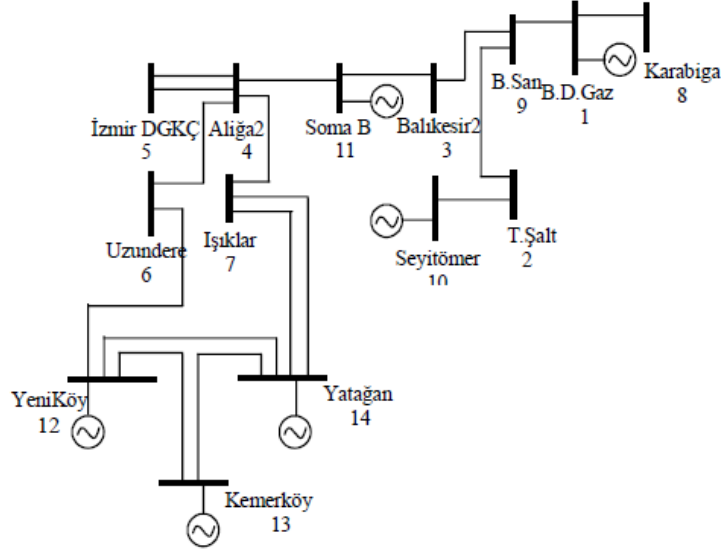 Karabiga
8
B.San
9
B.D.Gaz
1
İzmir DGKÇ
5
Aliğa2
4
Soma B
11
Balıkesir2
3
Uzundere
6
Işıklar
7
Seyitömer
10
T.Şalt
2
YeniKöy
12
Yatağan
14
Kemerköy
13